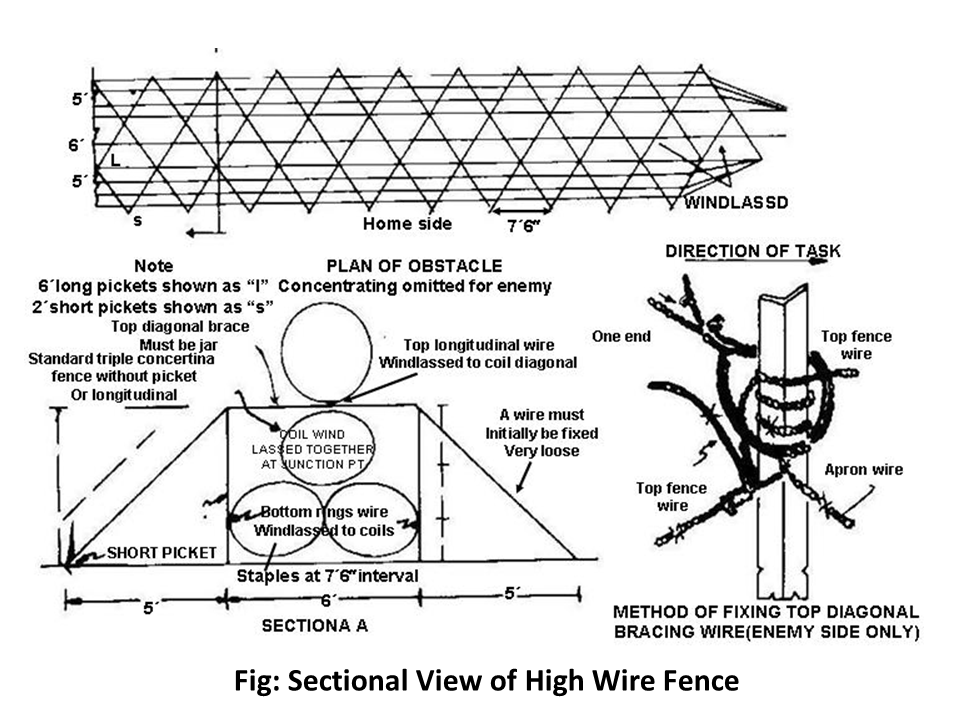 5´
6´
L
5´
s
Home side
7´6"
WINDLASSD
Note
6´long pickets shown as "l"
2´short pickets shown as "s"
PLAN OF OBSTACLE
Concentrating omitted for enemy
DIRECTION OF TASK
Top diagonal brace
Must be jar
Standard triple concertina
fence without picket
Or longitudinal
Top longitudinal wire
Windlassed to coil diagonal
COIL WIND
LASSED TOGETHER
AT JUNCTION PT
A wire must
Initially be fixed
Very loose
Bottom rings wire
Windlassed to coils
SHORT PICKET
Staples at 7´6" interval
5´
6´
5´
SECTIONA A
One end
Top fence
wire
Top fence
wire
Apron wire
METHOD OF FIXING TOP DIAGONAL
BRACING WIRE(ENEMY SIDE ONLY)
Fig: Sectional View of High Wire Fence